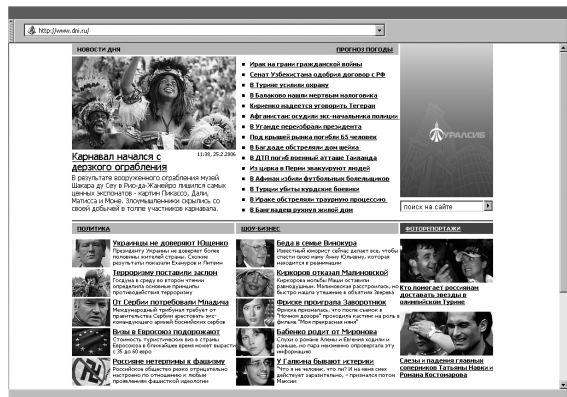 http://www.dni.ru/
НОВОСТИ ДНЯ
ПРОГНОЗ ПОГОДЫ
11:38, 25.2.2006
Карнавал начался с
дерзкого ограбления
В результате вооруженного ограбления музей
Шакара ду Сеу в Рио-да-Жанейро лишился самых
ценных экспонатов - картин Пикассо, Дали,
Матисса и Моне. Злоумышленники скрылись со
своей добычей в толпе участников карнавала.
Ирак на грани гражданской войны
Сенат Узбекистана одобрил договор с РФ
В Турине усилили охрану
В Балаково нашли мертвым налоговика
Кириенко надеется уговорить Тегеран
Афганистан: осудили экс-начальника полиции
В Уганде переобрали президента
Под крышей рынка погибли 65 человек
В Багдаде обстреляли дом шейха
В ДТП погиб военный атташе Таиланда
Из цирка в Перми эвакуируют людей
В Афинах избили футбольных болельщиков
В Турции убиты курдские боевики
В Ираке обстреляли траурную процессию
В Бангладеш рухнул жилой дом
УРАЛСИБ
поиск на сайте
ПОЛИТИКА
Украинцы не доверяют Ющенко
Президенту Украины не доверяет более
половины жителей страны. Схожие
результаты показали Ехануров и Литвин
Терроризму поставили заслон
Госдума в среду во втором чтении
определила основные принципы
противодействия терроризму
От Сербии потребовали Младича
Международный трибунал требует от
правительства Сербии арестовать экс-
командующего армией боснийских сербов
Визы в Евросоюз подорожают
Стоимость туристических виз в страны
Евросоюза в ближайшее время может вырасти
с 35 до 60 евро
Россияне нетерпимы к фашизму
Российское общество резко отрицательно
настроено по отношению к любым
проявлениям фашистской идеологии
ШОУ-БИЗНЕС
Беда в семье Винокура
Известный юморист сейчас делает все, чтобы
спасти свою маму Анну Юльевну, которая
находится в реанимации
Киркоров отказал Малиновской
Киркорова мольбы Маши оставили
равнодушным. Малиновская расстроилась, но
быстро нашла утешение в объятиях Зверева
Фриске проиграла Заворотнюк
Фриске призналась, что после съемок в
"Ночном дозоре" проходила кастинг на роль в
фильме "Моя прекрасная няня"
Бабенко родит от Миронова
Слухи о романе Алены и Евгения ходили и
раньше, но пара неизменно опровергала эту
информацию
У Галкина бывают истерики
"Что я не человек, что ли? И на меня смех
действует заразительно, – признался потом
Максим
ФОТОРЕПОРТАЖИ
Кто помогает россиянам
доставать звезды в
олимпийском Турине
Слезы и падения главных
соперников Татьяны Навки и
Романа Костомарова